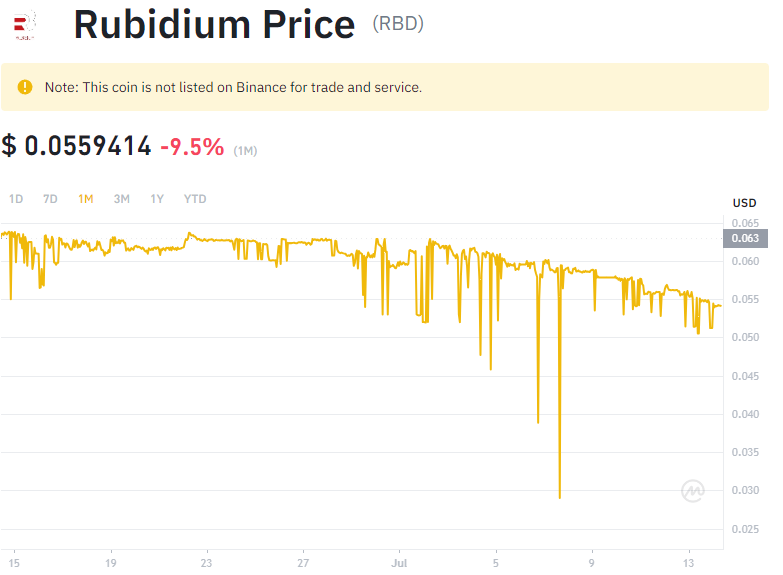 Rubidium Price (RBD)
Note: This coin is not listed on Binance for trade and service.
$ 0.0559414 -9.5% (1M)
1D 7D 1M 3M 1Y YTD
USD
0.065
0.063
0.060
0.055
0.050
0.045
0.040
0.035
0.030
0.025
15 19 23 27 Jul 5 9 13